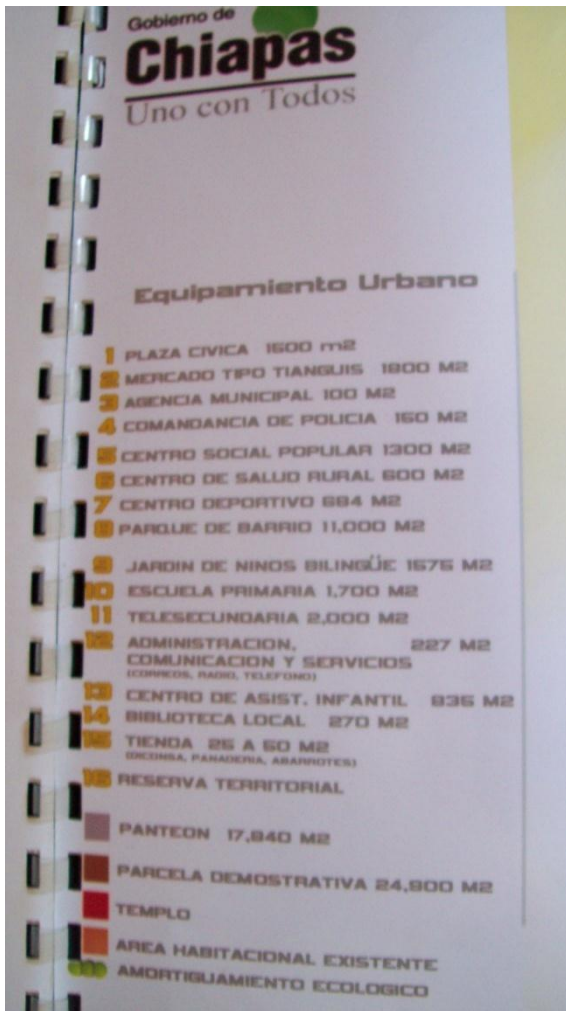 Gobierno de
Chiapas
Uno con Todos
Equipamiento Urbano
1 PLAZA CIVICA 1600 m2
2 MERCADO TIPO TIANGUIS 1800 M2
3 AGENCIA MUNICIPAL 100 M2
4 COMANDANCIA DE POLICIA 150 M2
5 CENTRO SOCIAL POPULAR 1300 M2
6 CENTRO DE SALUD RURAL 600 M2
7 CENTRO DEPORTIVO 684 M2
8 PARQUE DE BARRIO 11,000 M2
9 JARDIN DE NINOS BILINGÜE 1575 M2
10 ESCUELA PRIMARIA 1,700 M2
11 TELESECUNDARIA 2,000 M2
12 ADMINISTRACION, 227 M2
COMUNICACION Y SERVICIOS
(CORREOS, RADIO, TELEFONO)
13 CENTRO DE ASIST. INFANTIL 835 M2
14 BIBLIOTECA LOCAL 270 M2
15 TIENDA 25 A 50 M2
(DICONSA, PANADERIA, ABARROTES)
16 RESERVA TERRITORIAL
PANTEON 17,840 M2
PARCELA DEMOSTRATIVA 24,800 M2
TEMPLO
AREA HABITACIONAL EXISTENTE
AMORTIGUAMIENTO ECOLOGICO